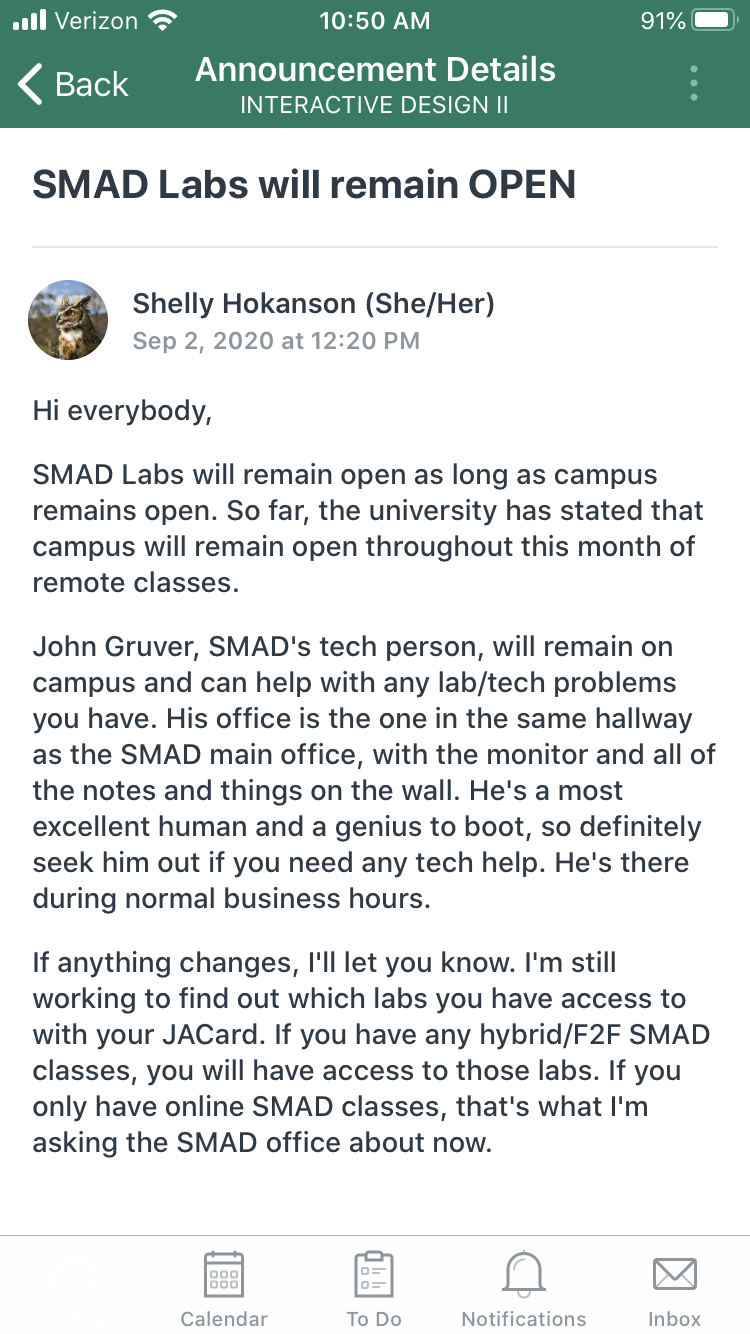 Verizon 10:50 AM 91%
Back Announcement Details
INTERACTIVE DESIGN II
SMAD Labs will remain OPEN
Shelly Hokanson (She/Her)
Sep 2, 2020 at 12:20 PM
Hi everybody,
SMAD Labs will remain open as long as campus
remains open. So far, the university has stated that
campus will remain open throughout this month of
remote classes.
John Gruver, SMAD's tech person, will remain on
campus and can help with any lab/tech problems
you have. His office is the one in the same hallway
as the SMAD main office, with the monitor and all of
the notes and things on the wall. He's a most
excellent human and a genius to boot, so definitely
seek him out if you need any tech help. He's there
during normal business hours.
If anything changes, I'll let you know. I'm still
working to find out which labs you have access to
with your JACard. If you have any hybrid/F2F SMAD
classes, you will have access to those labs. If you
only have online SMAD classes, that's what I'm
asking the SMAD office about now.
Calendar To Do Notifications Inbox